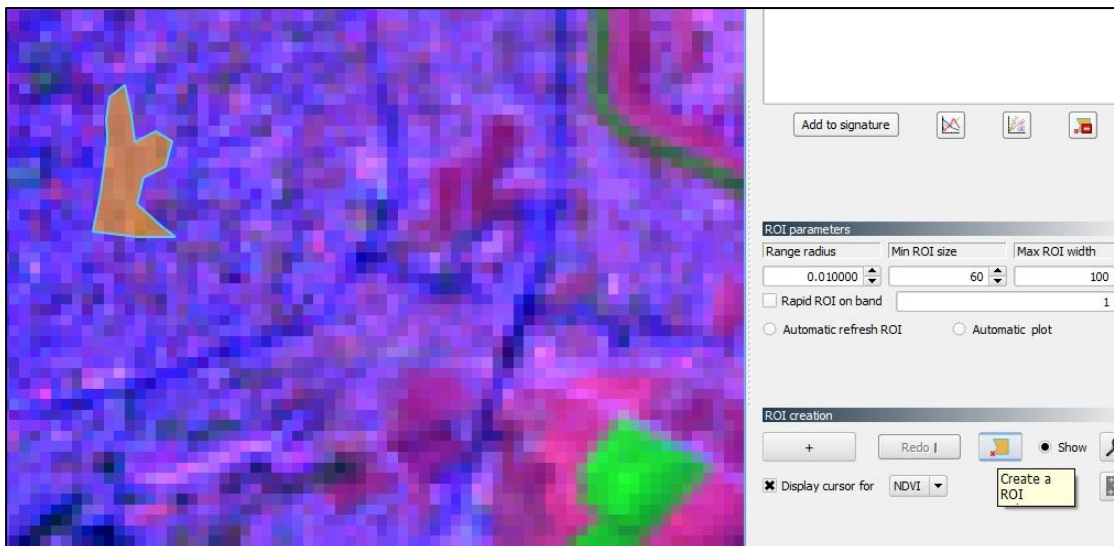 Add to signature
ROI parameters
Range radius Min ROI size Max ROI width
0.010000 60 100
Rapid ROI on band 1
Automatic refresh ROI Automatic plot
ROI creation
+ Redo Show
Display cursor for NDVI
Create a
ROI